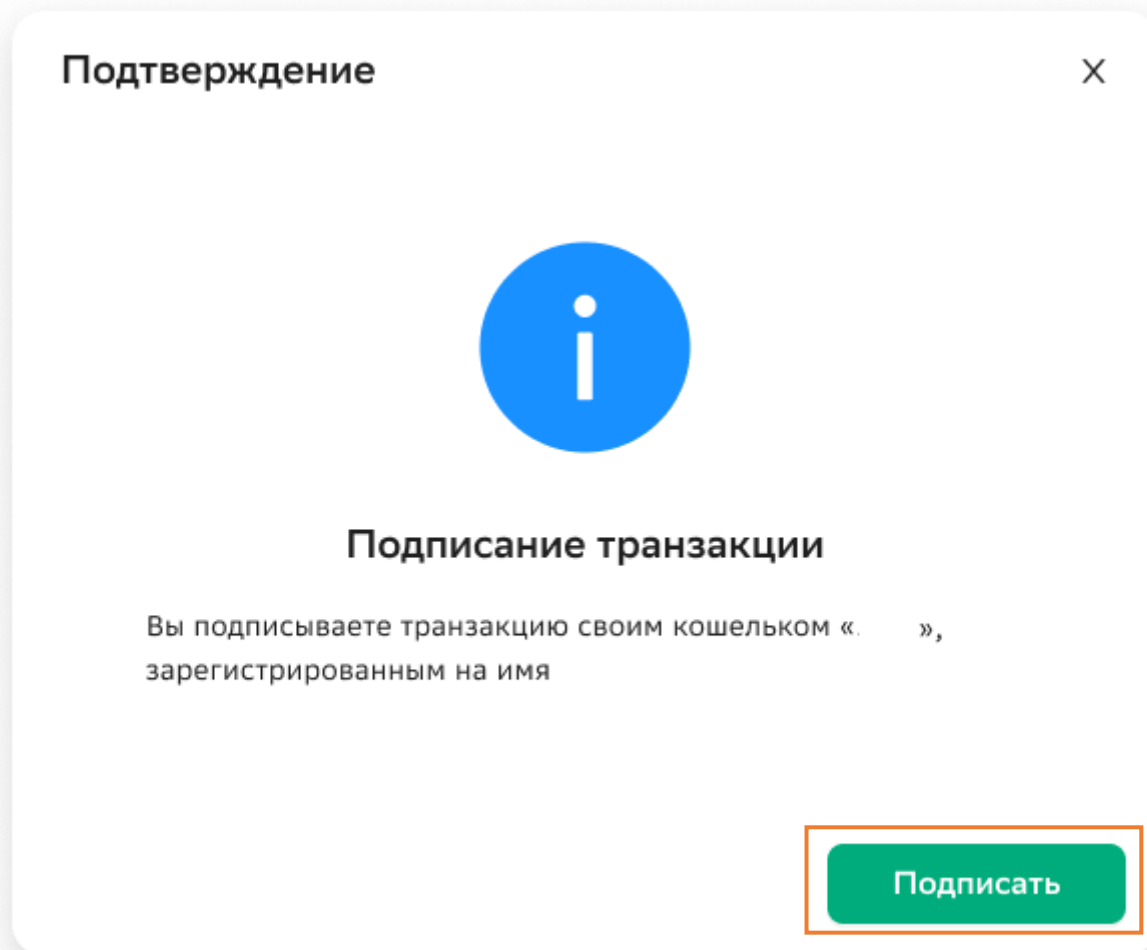 Подтверждение
Подписание транзакции
Вы подписываете транзакцию своим кошельком «. »,
зарегистрированным на имя
Подписать